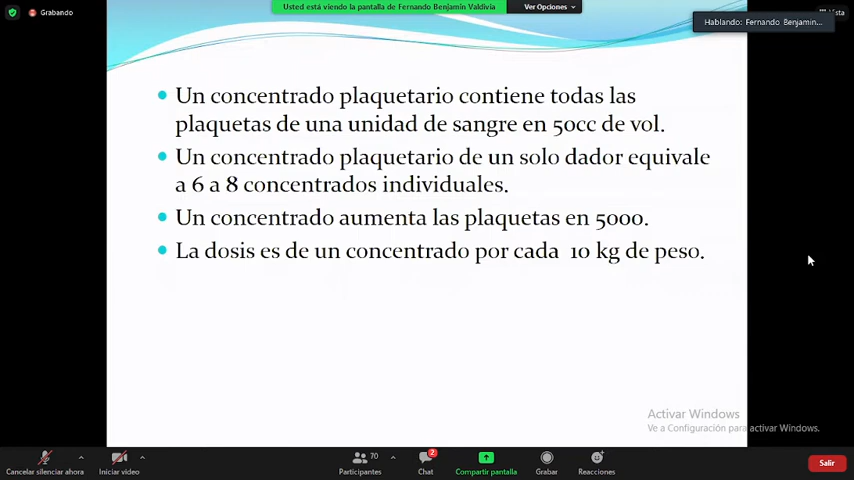 Grabando
Usted está viendo la pantalla de Fernando Benjamin Valdivia
Ver Opciones
Hablando: Fernando Benjamin...
Un concentrado plaquetario contiene todas las
plaquetas de una unidad de sangre en 50cc de vol.
Un concentrado plaquetario de un solo dador equivale
a 6 a 8 concentrados individuales.
Un concentrado aumenta las plaquetas en 5000.
La dosis es de un concentrado por cada 10 kg de peso.
Activar Windows
Ve a Configuración para activar Windows.
Cancelar silenciar ahora
Iniciar video
70
Participantes
2
Chat
Compartir pantalla
Grabar
Reacciones
Salir